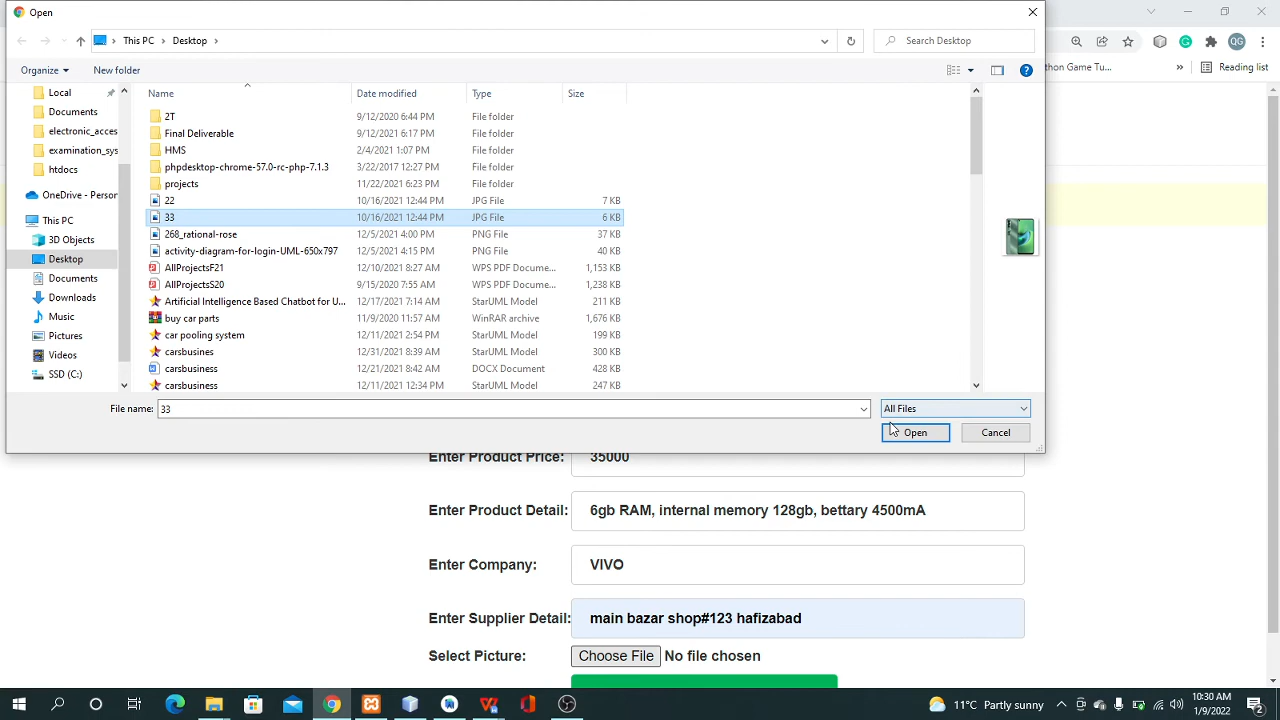 Open
This PC
Desktop
Search Desktop
QG
Organize
New folder
thon Game Tu...
Reading list
Local
Documents
electronic_acces
examination_sys
htdocs
OneDrive - Person
This PC
3D Objects
Desktop
Documents
Downloads
Music
Pictures
Videos
SSD (C:)
Name Date modified Type Size
2T 9/12/2020 6:44 PM File folder
Final Deliverable 9/12/2021 6:17 PM File folder
HMS 2/4/2021 1:07 PM File folder
phpdesktop-chrome-57.0-rc-php-7.1.3 3/22/2017 12:27 PM File folder
projects 11/22/2021 6:23 PM File folder
22 10/16/2021 12:44 PM JPG File 7 KB
33 10/16/2021 12:44 PM JPG File 6 KB
268_rational-rose 12/5/2021 4:00 PM PNG File 37 KB
activity-diagram-for-login-UML-650x797 12/5/2021 4:15 PM PNG File 40 KB
AllProjectsF21 12/10/2021 8:27 AM WPS PDF Docume... 1,153 KB
AllProjectsS20 9/15/2020 7:55 AM WPS PDF Docume... 1,238 KB
Artificial Intelligence Based Chatbot for U... 12/17/2021 7:14 AM StarUML Model 211 KB
buy car parts 11/9/2020 11:57 AM WinRAR archive 1,676 KB
car pooling system 12/11/2021 2:54 PM StarUML Model 199 KB
carsbusines 12/31/2021 8:39 AM StarUML Model 300 KB
carsbusiness 12/21/2021 8:42 AM DOCX Document 428 KB
carsbusiness 12/11/2021 12:34 PM StarUML Model 247 KB
File name: 33 All Files
Open Cancel
Enter Product Price: 35000
Enter Product Detail: 6gb RAM, internal memory 128gb, bettary 4500mA
Enter Company: VIVO
Enter Supplier Detail: main bazar shop#123 hafizabad
Select Picture: Choose File No file chosen
11°C Partly sunny
10:30 AM
1/9/2022
2